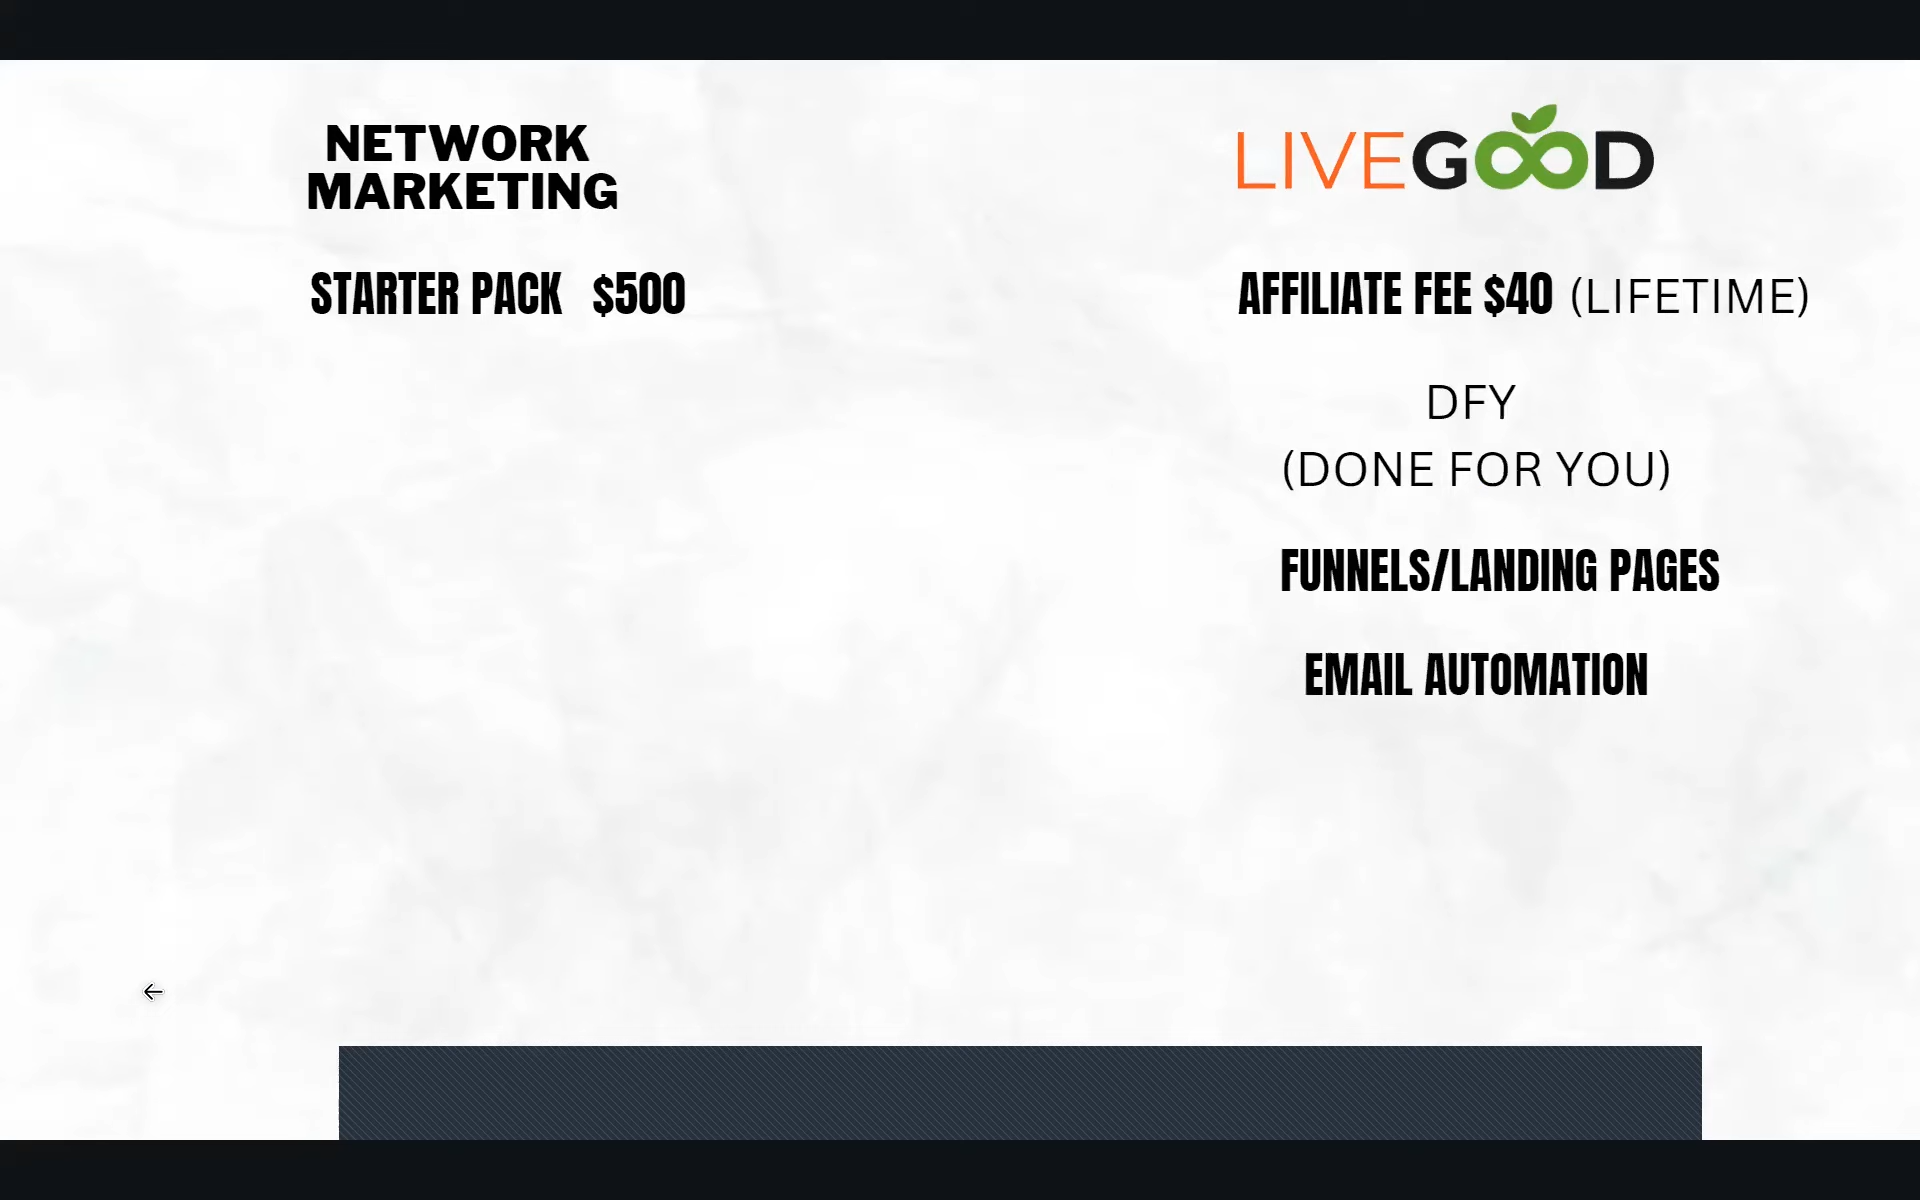 NETWORK
MARKETING
STARTER PACK $500
LIVEGOOD
AFFILIATE FEE $40 (LIFETIME)
DFY
(DONE FOR YOU)
FUNNELS/LANDING PAGES
EMAIL AUTOMATION